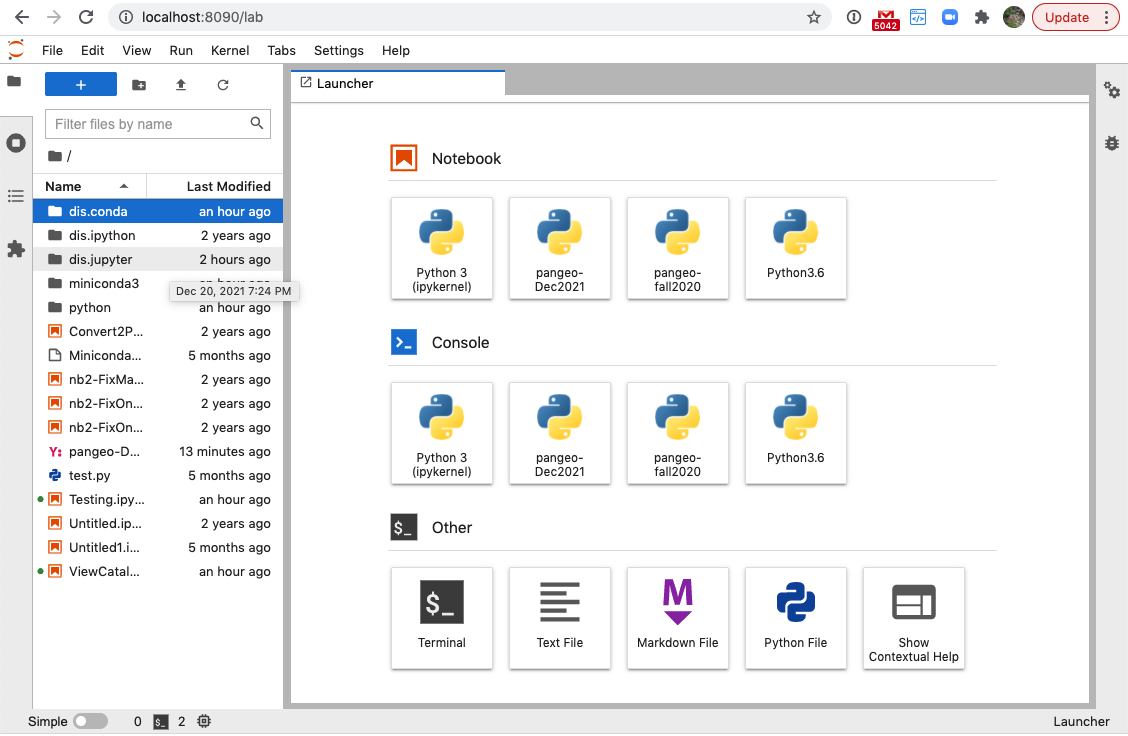 localhost:8090/lab
5042
Update
File Edit View Run Kernel Tabs Settings Help
+
Launcher
Filter files by name
/
Name Last Modified
dis.conda an hour ago
dis.ipython 2 years ago
dis.jupyter 2 hours ago
miniconda3 an hour ago
Dec 20, 2021 7:24 PM
python an hour ago
Convert2P... 2 years ago
Miniconda... 5 months ago
nb2-FixMa... 2 years ago
nb2-FixOn... 2 years ago
nb2-FixOn... 2 years ago
Y: pangeo-D... 13 minutes ago
test.py 5 months ago
Testing.ipy... an hour ago
Untitled.ip... 2 years ago
Untitled1.i... 5 months ago
ViewCatal... an hour ago
Notebook
Python 3
(ipykernel)
pangeo-
Dec2021
pangeo-
fall2020
Python3.6
Console
Python 3
(ipykernel)
pangeo-
Dec2021
pangeo-
fall2020
Python3.6
$_ Other
$_
Terminal
Text File
M
Markdown File
Python File
Show
Contextual Help
Simple 0 $_ 2 Launcher